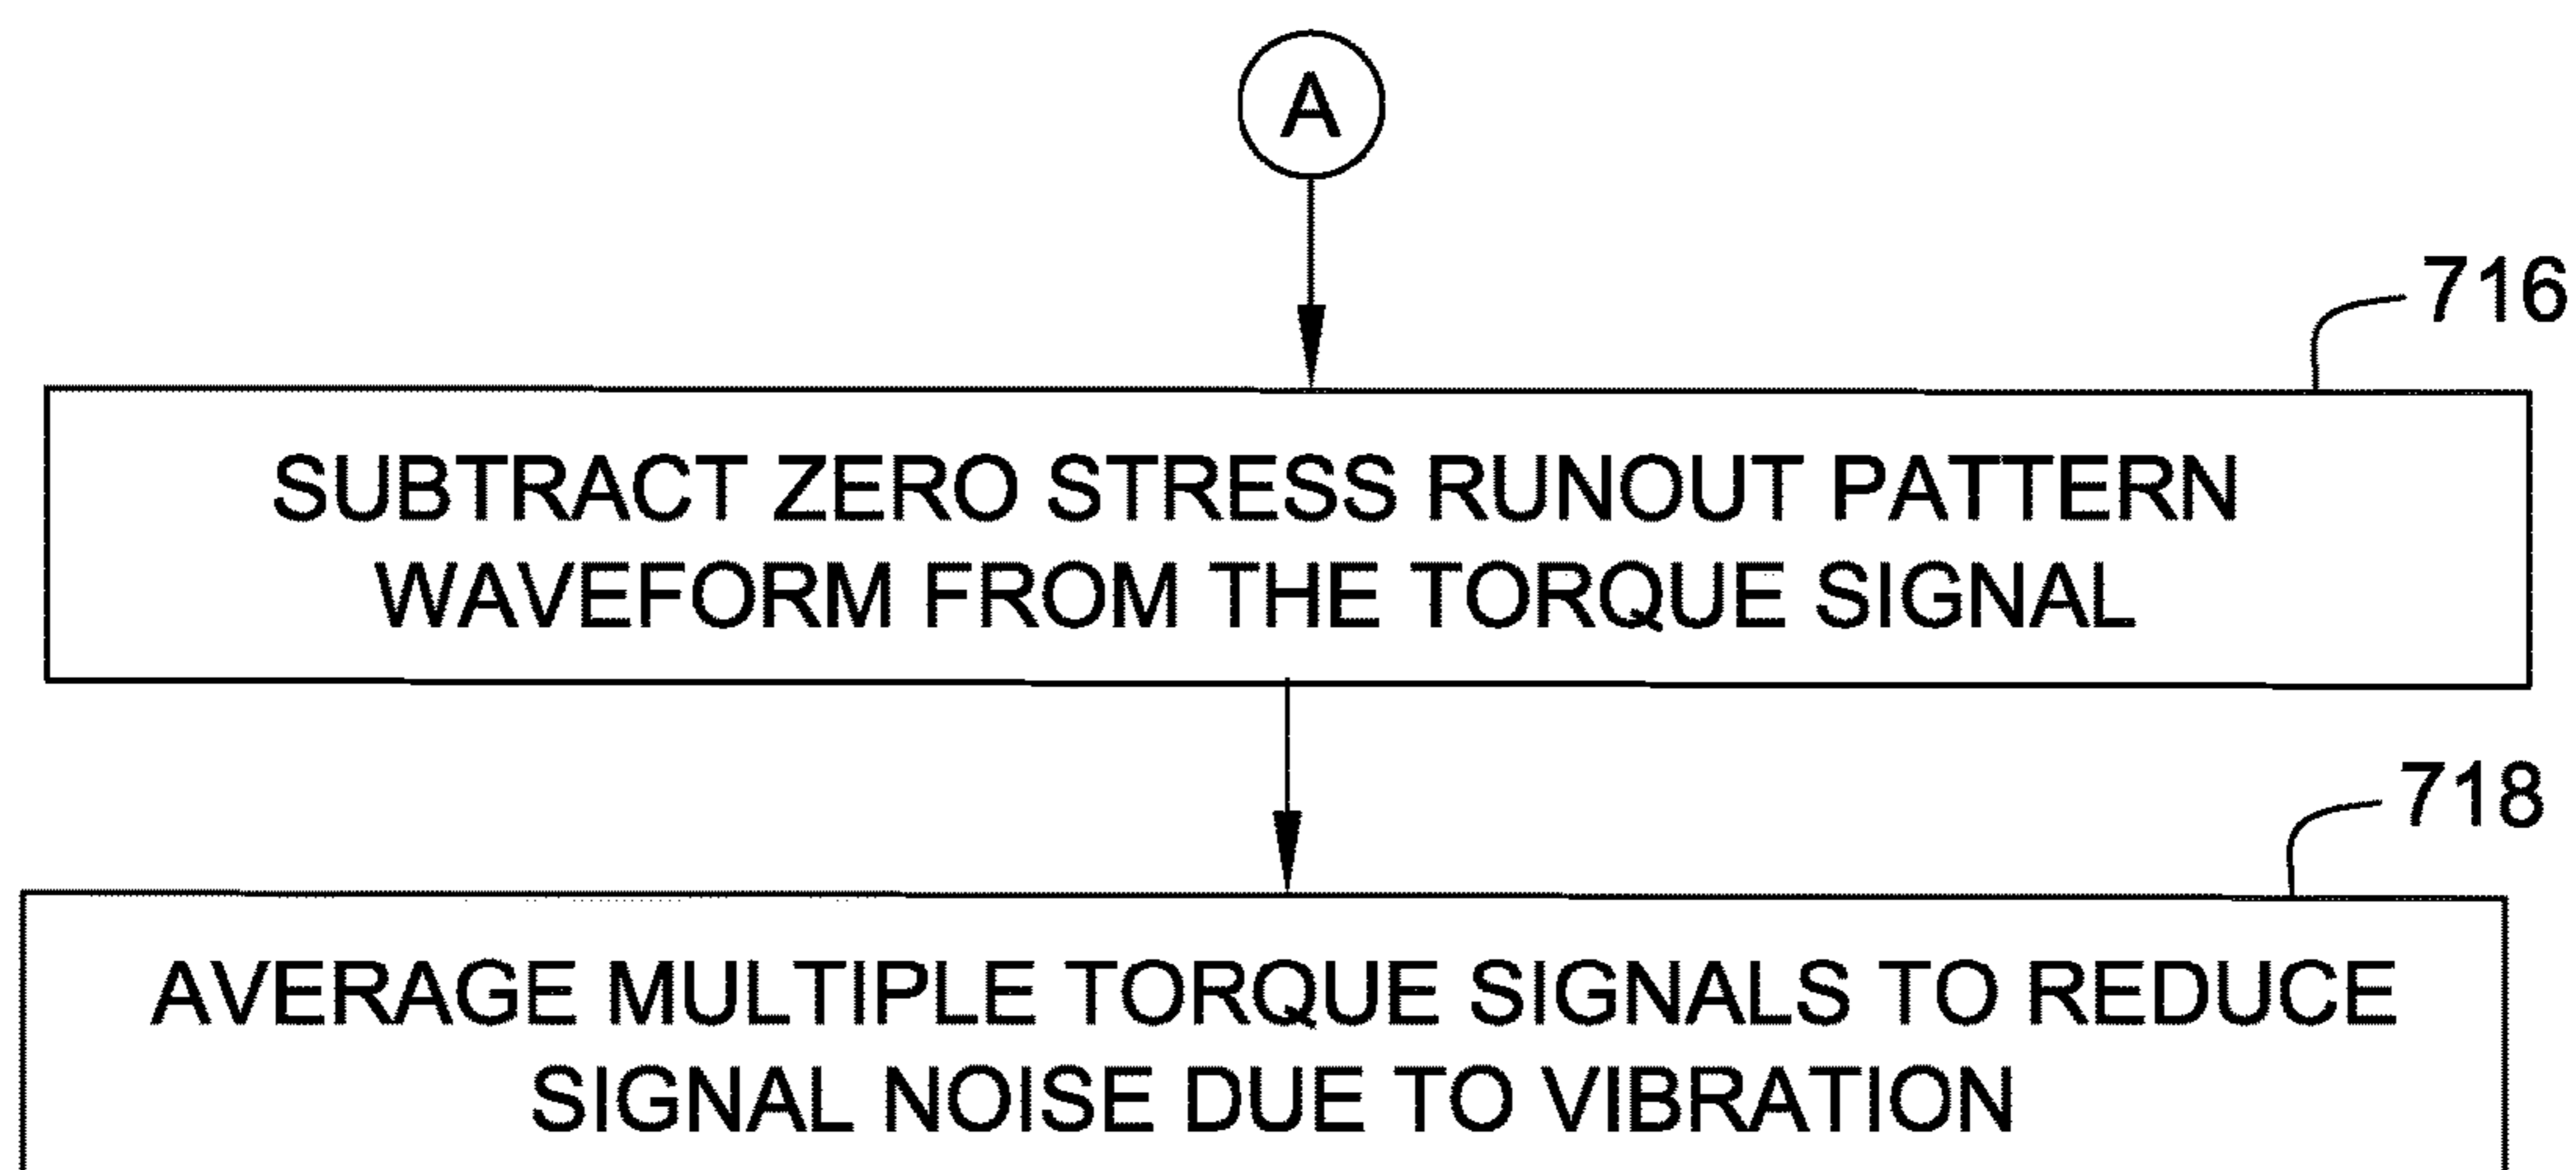 A
716
SUBTRACT ZERO STRESS RUNOUT PATTERN
WAVEFORM FROM THE TORQUE SIGNAL
718
AVERAGE MULTIPLE TORQUE SIGNALS TO REDUCE
SIGNAL NOISE DUE TO VIBRATION